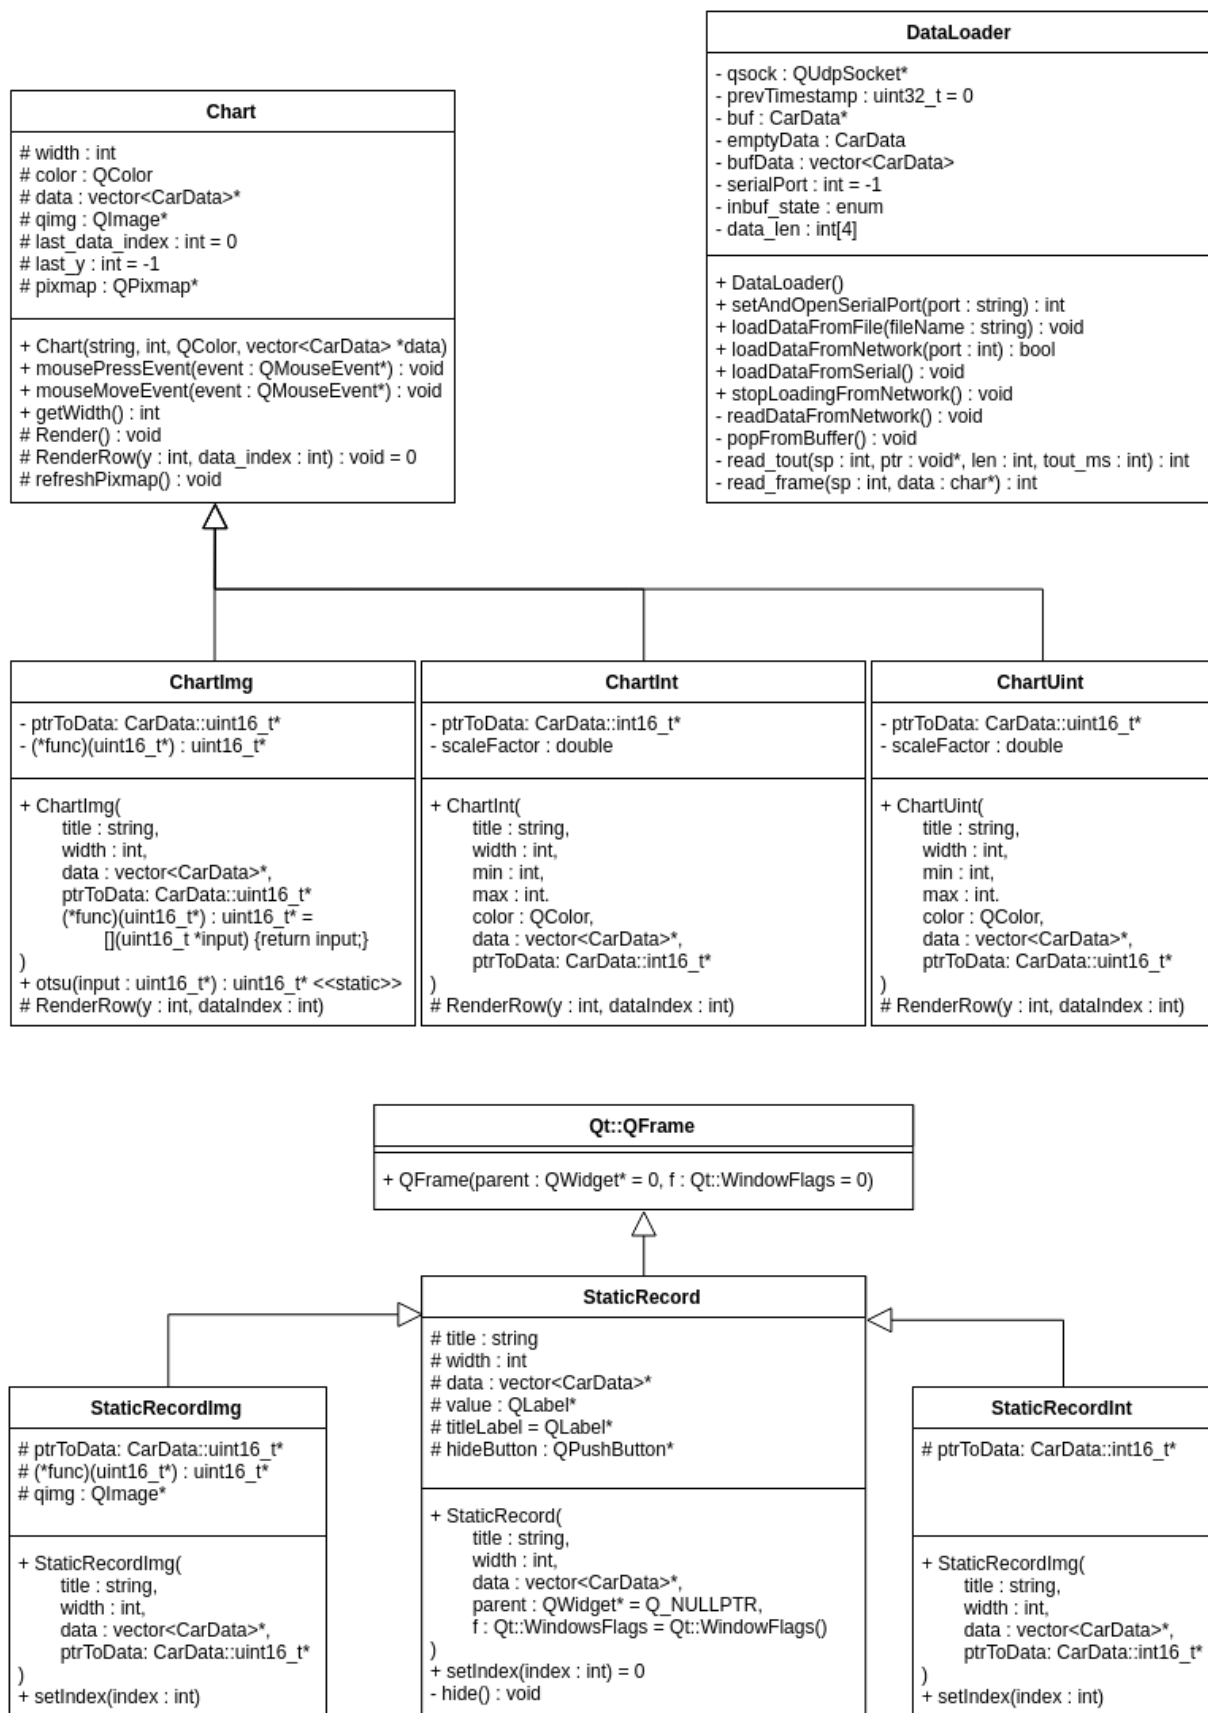 DataLoader
- qsock : QUdpSocket*
- prevTimestamp : uint32_t = 0
- buf : CarData*
- emptyData : CarData
- bufData : vector<CarData>
- serialPort : int = -1
- inbuf_state : enum
- data_len : int[4]
+ DataLoader()
+ setAndOpenSerialPort(port : string) : int
+ loadDataFromFile(fileName : string) : void
+ loadDataFromNetwork(port : int) : bool
+ loadDataFromSerial() : void
+ stopLoadingFromNetwork() : void
- readDataFromNetwork() : void
- popFromBuffer() : void
- read_tout(sp : int, ptr : void*, len : int, tout_ms : int) : int
- read_frame(sp : int, data : char*) : int
Chart
# width : int
# color : QColor
# data : vector<CarData>*
# qimg : QImage*
# last_data_index : int = 0
# last_y : int = -1
# pixmap : QPixmap*
+ Chart(string, int, QColor, vector<CarData> *data)
+ mousePressEvent(event : QMouseEvent*) : void
+ mouseMoveEvent(event : QMouseEvent*) : void
+ getWidth() : int
# Render() : void
# RenderRow(y : int, data_index : int) : void = 0
# refreshPixmap() : void
ChartImg
- ptrToData: CarData::uint16_t*
- (*func)(uint16_t*) : uint16_t*
+ ChartImg(
title : string,
width : int,
data : vector<CarData>*,
ptrToData: CarData::uint16_t*
(*func)(uint16_t*) : uint16_t* =
[](uint16_t *input) {return input;}
)
+ otsu(input : uint16_t*) : uint16_t* <<static>>
# RenderRow(y : int, dataIndex : int)
ChartInt
- ptrToData: CarData::int16_t*
- scaleFactor : double
+ ChartInt(
title : string,
width : int,
min : int,
max : int.
color : QColor,
data : vector<CarData>*,
ptrToData: CarData::int16_t*
)
# RenderRow(y : int, dataIndex : int)
ChartUint
- ptrToData: CarData::uint16_t*
- scaleFactor : double
+ ChartUint(
title : string,
width : int,
min : int,
max : int.
color : QColor,
data : vector<CarData>*,
ptrToData: CarData::uint16_t*
)
# RenderRow(y : int, dataIndex : int)
Qt::QFrame
+ QFrame(parent : QWidget* = 0, f : Qt::WindowFlags = 0)
StaticRecord
# title : string
# width : int
# data : vector<CarData>*
# value : QLabel*
# titleLabel = QLabel*
# hideButton : QPushButton*
+ StaticRecord(
title : string,
width : int,
data : vector<CarData>*,
parent : QWidget* = Q_NULLPTR,
f : Qt::WindowsFlags = Qt::WindowFlags()
)
+ setIndex(index : int) = 0
- hide() : void
StaticRecordImg
# ptrToData: CarData::uint16_t*
# (*func)(uint16_t*) : uint16_t*
# qimg : QImage*
+ StaticRecordImg(
title : string,
width : int,
data : vector<CarData>*,
ptrToData: CarData::uint16_t*
)
+ setIndex(index : int)
StaticRecordInt
# ptrToData: CarData::int16_t*
+ StaticRecordImg(
title : string,
width : int,
data : vector<CarData>*,
ptrToData: CarData::int16_t*
)
+ setIndex(index : int)